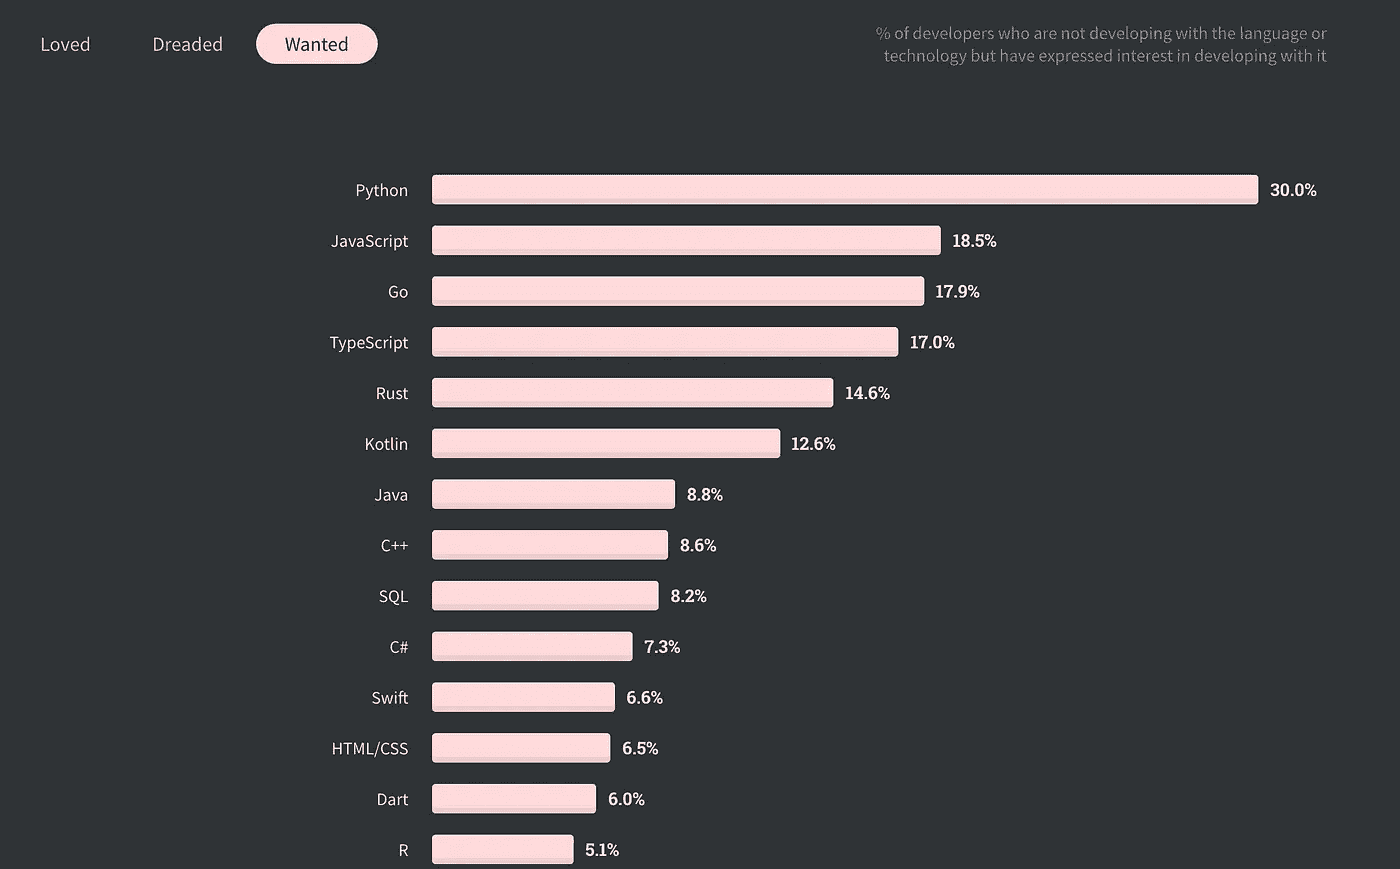 Loved Dreaded Wanted
% of developers who are not developing with the language or
technology but have expressed interest in developing with it
Python 30.0%
JavaScript 18.5%
Go 17.9%
TypeScript 17.0%
Rust 14.6%
Kotlin 12.6%
Java 8.8%
C++ 8.6%
SQL 8.2%
C# 7.3%
Swift 6.6%
HTML/CSS 6.5%
Dart 6.0%
R 5.1%